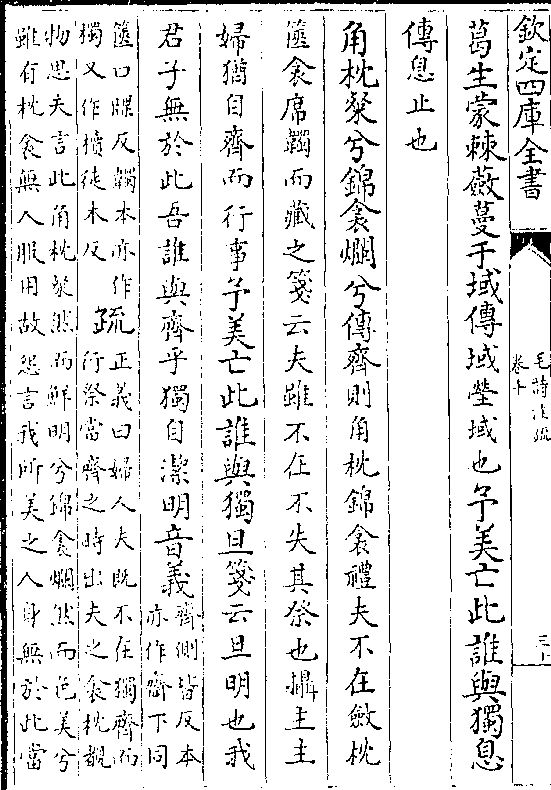 欽定四庫全書
毛詩注疏
卷十
葛生蒙棘蘞蔓于域傳域塋域也予美亡此誰與獨息
傳息止也
角枕粲兮錦衾爛兮傳齊則角枕錦衾禮夫不在斂枕
篋衾席韣而藏之箋云夫雖不在不失其祭也攝主主
婦猶自齊而行事予美亡此誰與獨旦箋云旦明也我
君子無於此吾誰與齊乎獨自潔明音義齊側皆反本
亦作齋下同
篋口牒反韣本亦作
獨又作櫝徒木反
疏正義曰婦人夫既不在獨齊而
行祭當齊之時出夫之衾枕覩
物思夫言此角枕粲然而鮮明兮錦衾爛然而色美兮
雖有枕衾無人服用故怨言我所美之人身無於此當